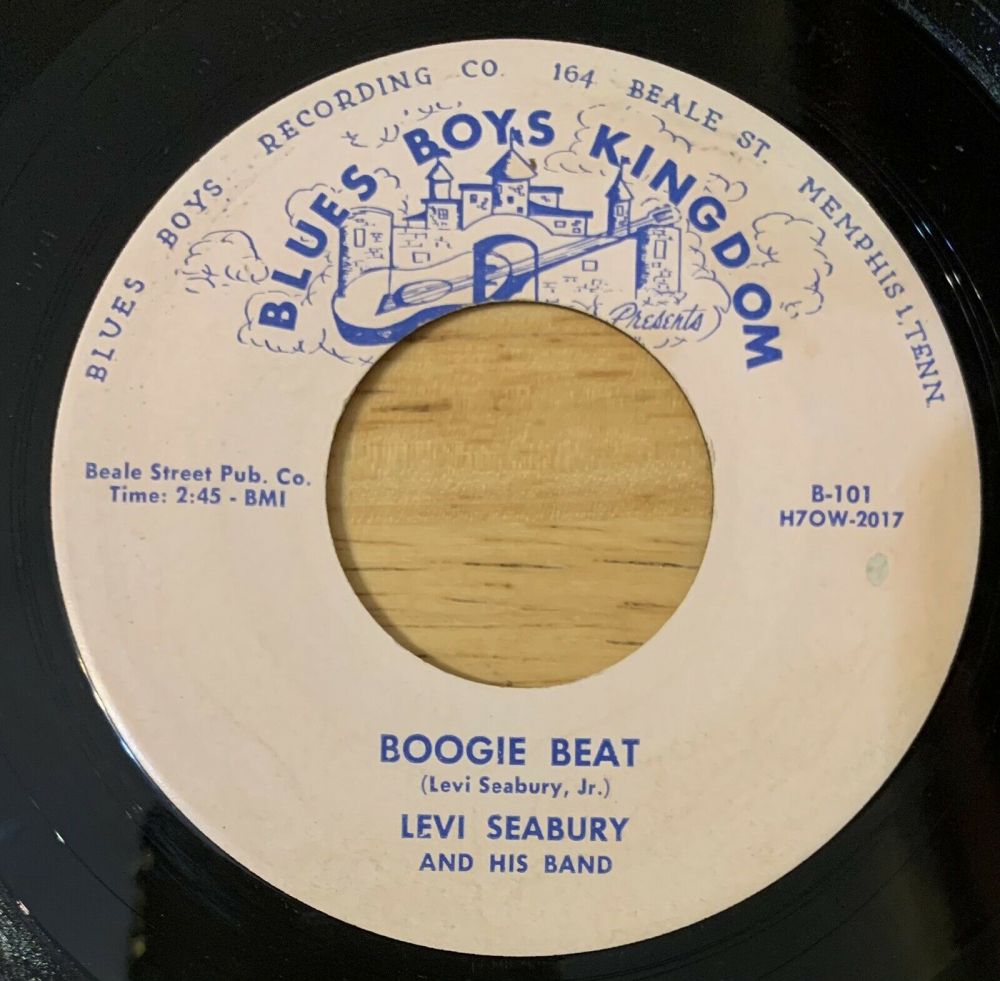 BLUES BOYS RECORDING CO. 164 BEALE ST. MEMPHIS 1, TENN.
BLUES BOYS KINGDOM
Presents
Beale Street Pub. Co.
Time: 2:45 - BMI
B-101
H7OW-2017
BOOGIE BEAT
(Levi Seabury, Jr.)
LEVI SEABURY
AND HIS BAND